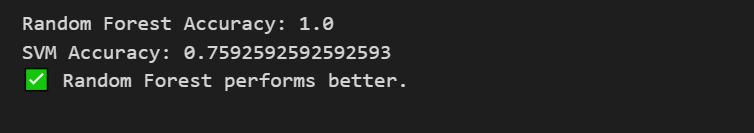 Random Forest Accuracy: 1.0
SVM Accuracy: 0.7592592592592593
✅ Random Forest performs better.